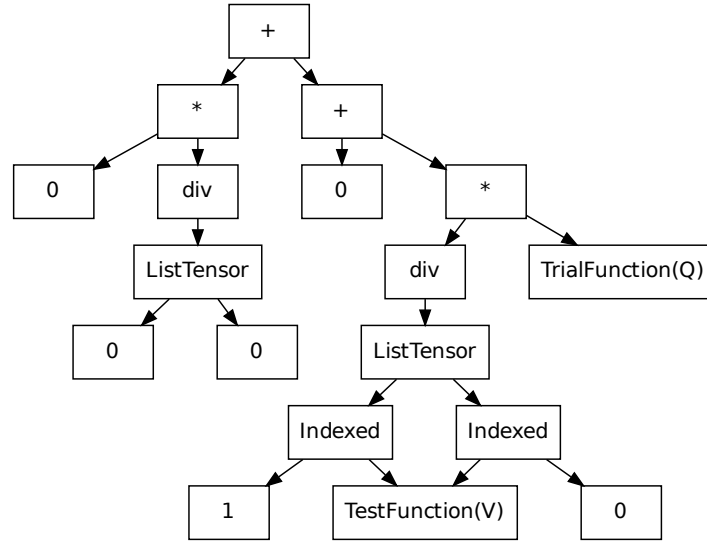 +
*
+
0
div
0
*
ListTensor
div
TrialFunction(Q)
0
0
ListTensor
Indexed
Indexed
1
TestFunction(V)
0